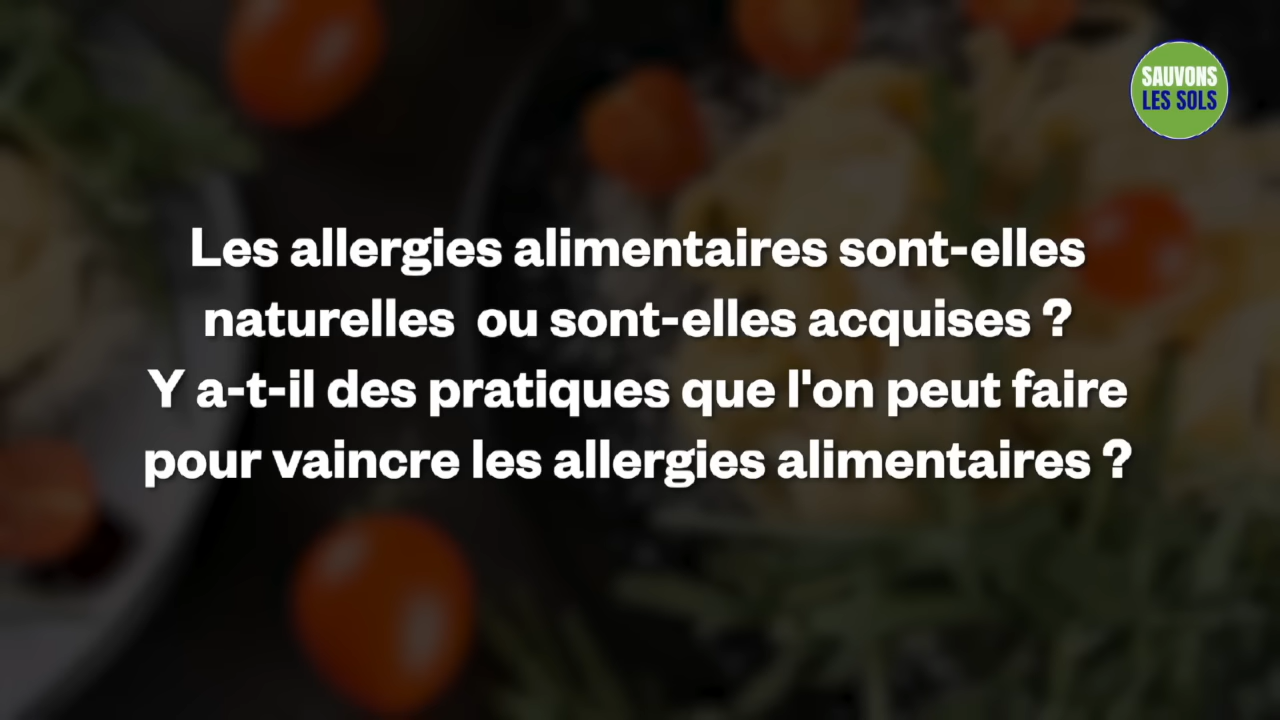 SAUVONS
LES SOLS
Les allergies alimentaires sont-elles
naturelles  ou sont-elles acquises ?
Y a-t-il des pratiques que l'on peut faire
pour vaincre les allergies alimentaires ?